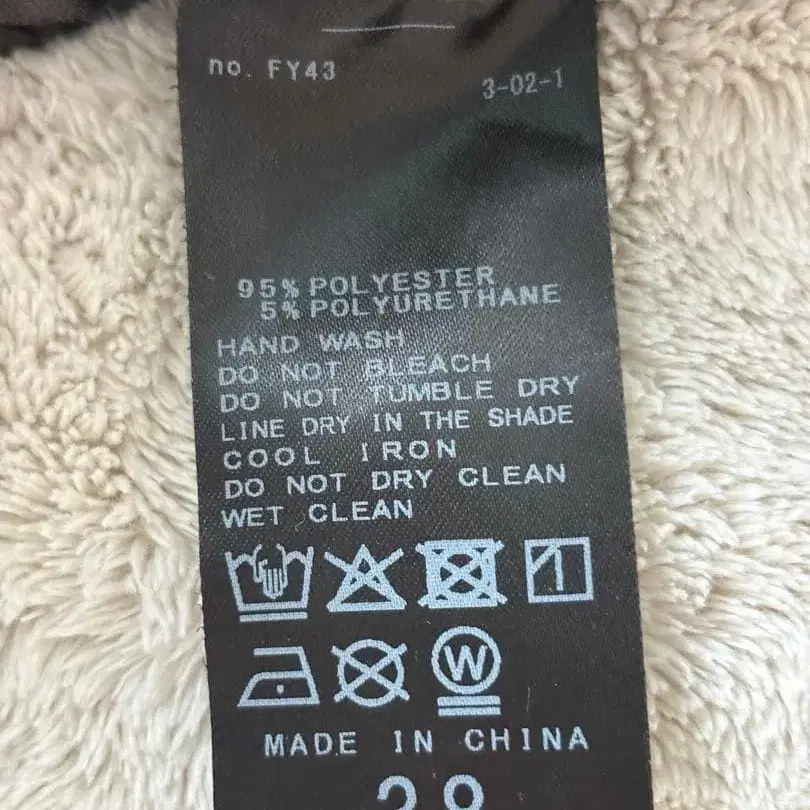 no. FY43
3-02-1
95% POLYESTER
5% POLYURETHANE
HAND WASH
DO NOT BLEACH
DO NOT TUMBLE DRY
LINE DRY IN THE SHADE
COOL IRON
DO NOT DRY CLEAN
WET CLEAN
W
MADE IN CHINA